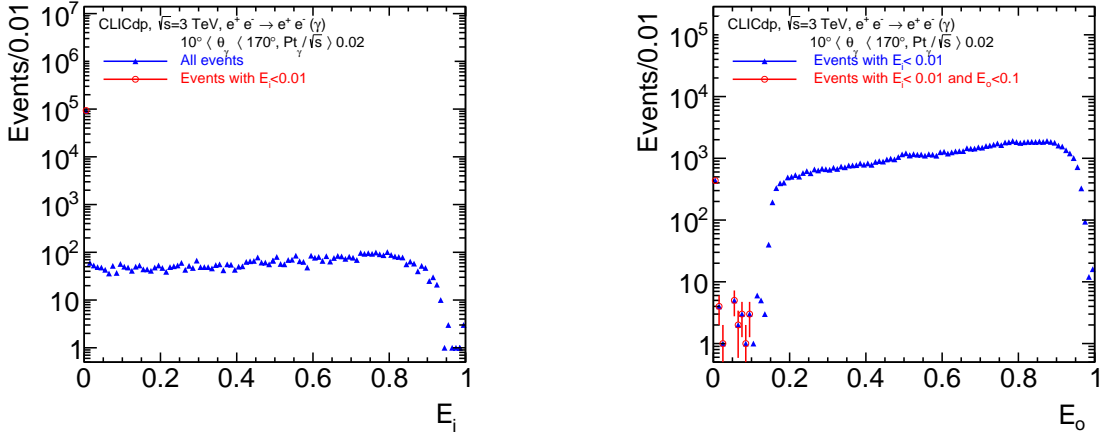 CLICdp, √s=3 TeV, e⁺ e⁻→ e⁺ e⁻ (γ)
10° ⟨ θ_γ ⟨ 170°, Pt_γ/√s ⟩ 0.02
All events
Events with E_i<0.01
Events/0.01
10⁷
10⁶
10⁵
10⁴
10³
10²
10
1
0 0.2 0.4 0.6 0.8 1
E_i
CLICdp, √s=3 TeV, e⁺ e⁻→ e⁺ e⁻ (γ)
10° ⟨ θ_γ ⟨ 170°, Pt_γ/√s ⟩ 0.02
Events with E_i< 0.01
Events with E_i< 0.01 and E_o<0.1
Events/0.01
10⁵
10⁴
10³
10²
10
1
0 0.2 0.4 0.6 0.8 1
E_o